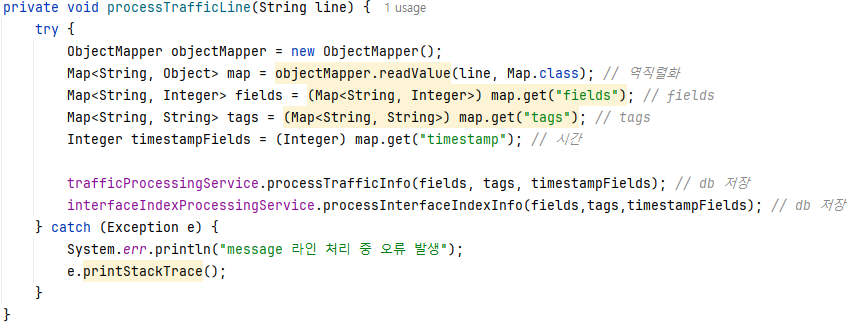 private void processTrafficLine(String line) { 1 usage
try {
ObjectMapper objectMapper = new ObjectMapper();
Map<String, Object> map = objectMapper.readValue(line, Map.class); // 역직렬화
Map<String, Integer> fields = (Map<String, Integer>) map.get("fields"); // fields
Map<String, String> tags = (Map<String, String>) map.get("tags"); // tags
Integer timestampFields = (Integer) map.get("timestamp"); // 시간
trafficProcessingService.processTrafficInfo(fields, tags, timestampFields); // db 저장
interfaceIndexProcessingService.processInterfaceIndexInfo(fields,tags,timestampFields); // db 저장
} catch (Exception e) {
System.err.println("message 라인 처리 중 오류 발생");
e.printStackTrace();
}
}